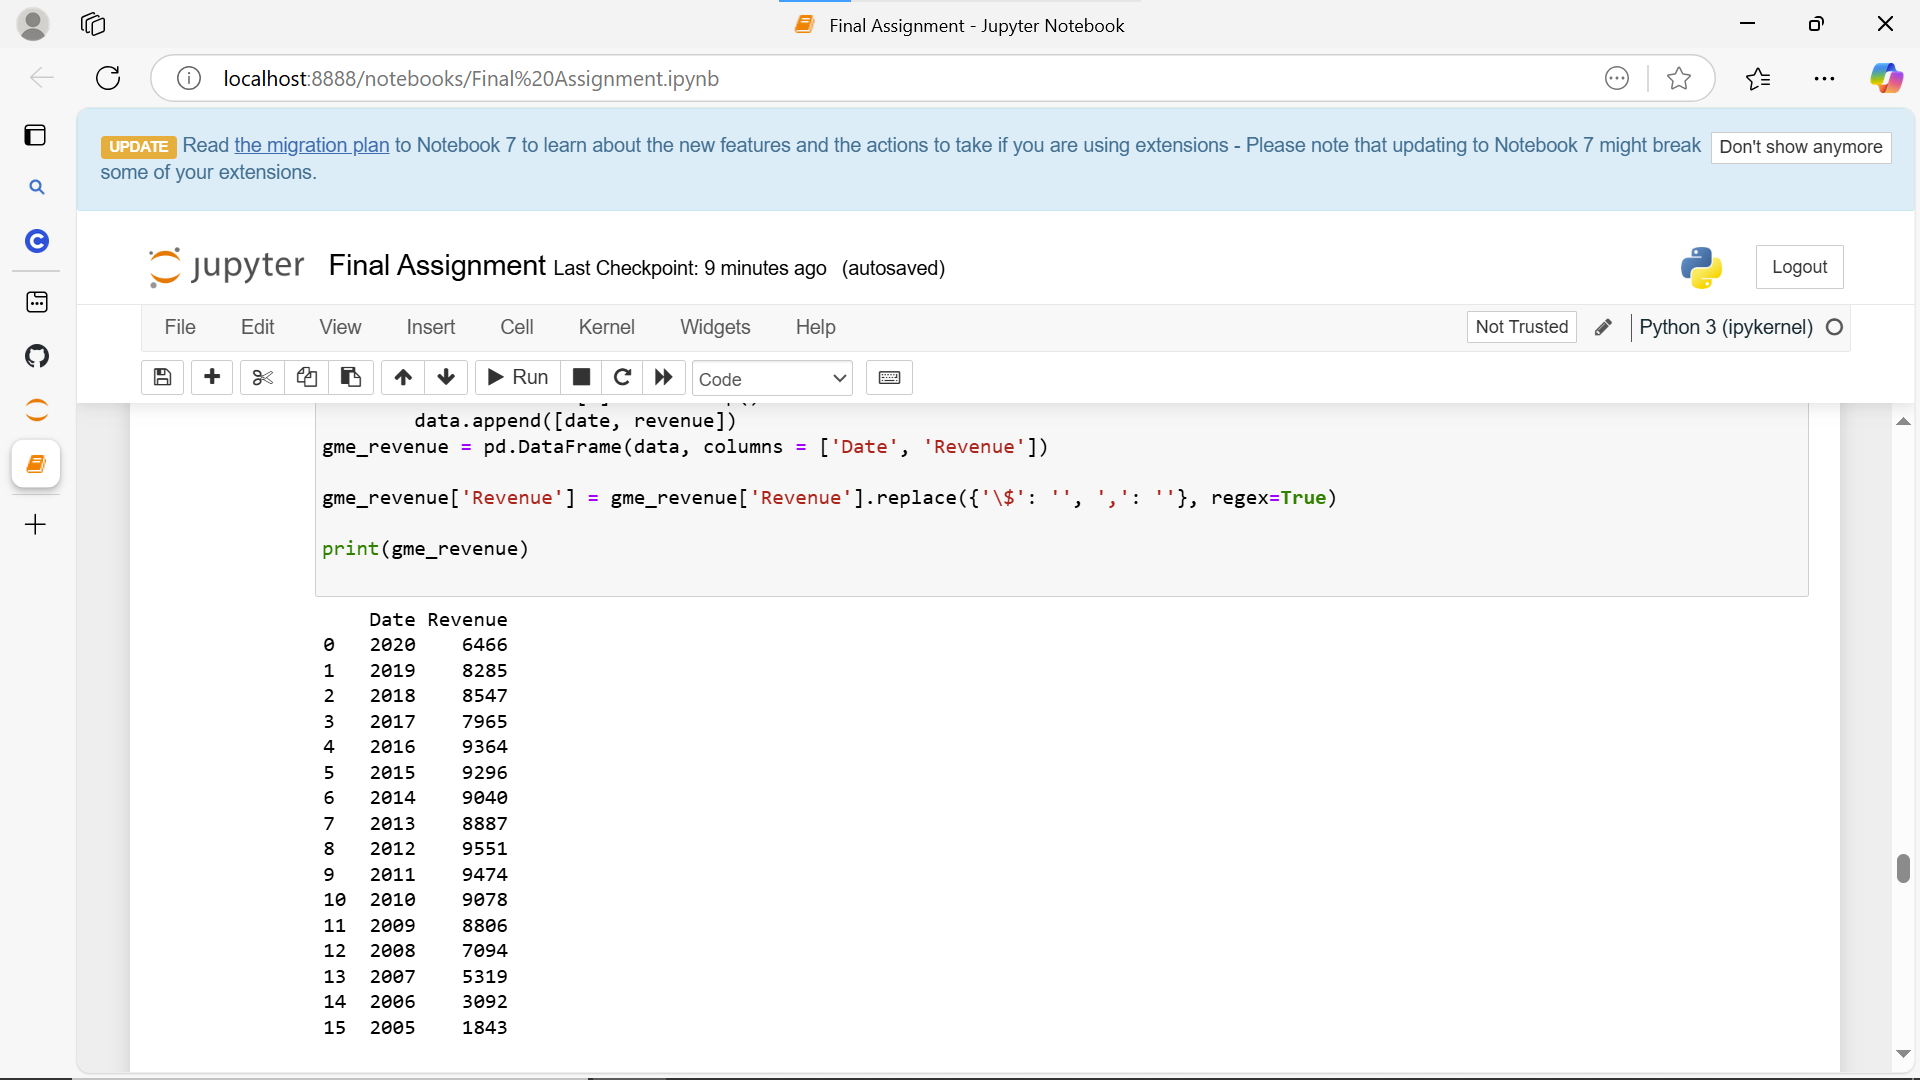 Final Assignment - Jupyter Notebook
localhost:8888/notebooks/Final%20Assignment.ipynb
UPDATE Read the migration plan to Notebook 7 to learn about the new features and the actions to take if you are using extensions - Please note that updating to Notebook 7 might break
some of your extensions.
Don't show anymore
jupyter Final Assignment Last Checkpoint: 9 minutes ago (autosaved)
Logout
File Edit View Insert Cell Kernel Widgets Help
Not Trusted
Python 3 (ipykernel)
Run
Code
data.append([date, revenue])
gme_revenue = pd.DataFrame(data, columns = ['Date', 'Revenue'])
gme_revenue['Revenue'] = gme_revenue['Revenue'].replace({'\$': '', ',': ''}, regex=True)
print(gme_revenue)
Date Revenue
0 2020 6466
1 2019 8285
2 2018 8547
3 2017 7965
4 2016 9364
5 2015 9296
6 2014 9040
7 2013 8887
8 2012 9551
9 2011 9474
10 2010 9078
11 2009 8806
12 2008 7094
13 2007 5319
14 2006 3092
15 2005 1843